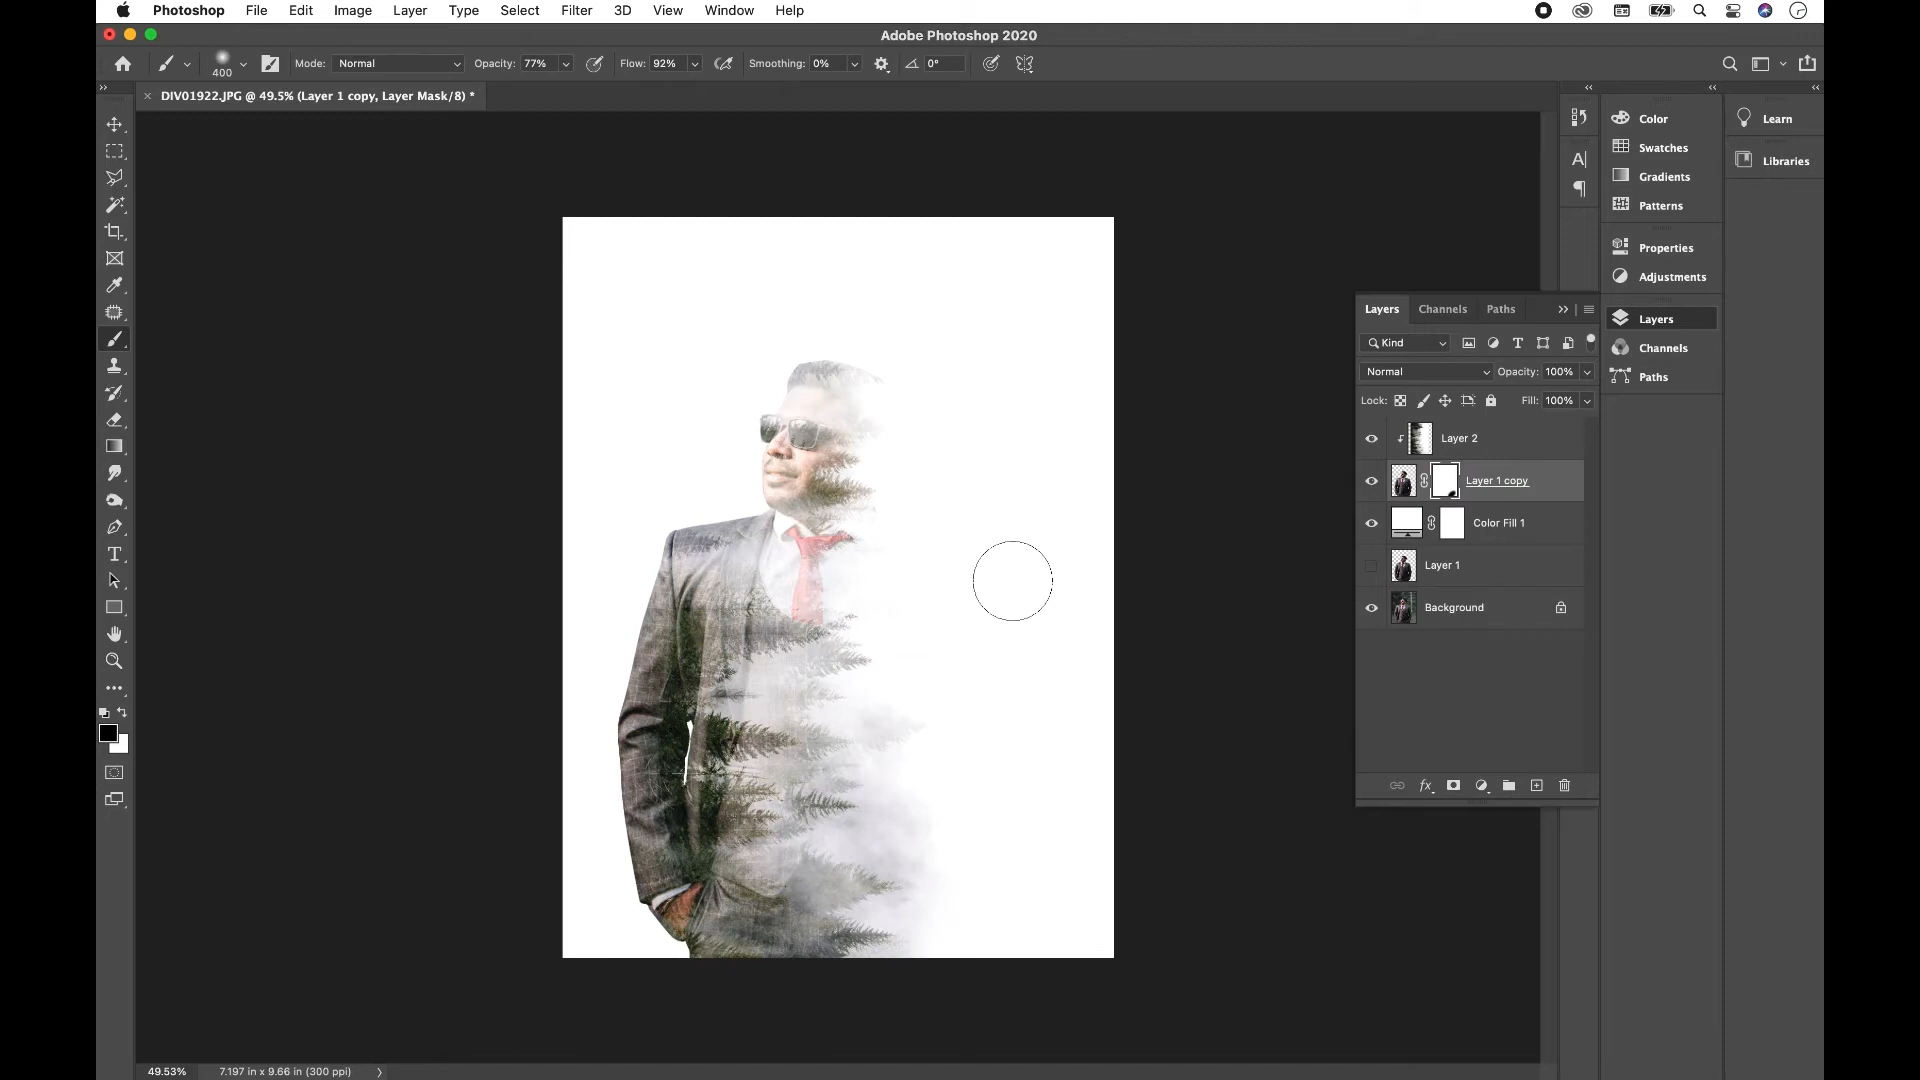 Photoshop File Edit Image Layer Type Select Filter 3D View Window Help
Adobe Photoshop 2020
400 Mode: Normal Opacity: 77% Flow: 92% Smoothing: 0% 0°
× DIV01922.JPG @ 49.5% (Layer 1 copy, Layer Mask/8) *
Color
Swatches
Gradients
Patterns
Properties
Adjustments
Layers
Channels
Paths
Learn
Libraries
Layers Channels Paths
Kind
Normal Opacity: 100%
Lock: Fill: 100%
Layer 2
Layer 1 copy
Color Fill 1
Layer 1
Background
fx
49.53% 7.197 in x 9.66 in (300 ppi)